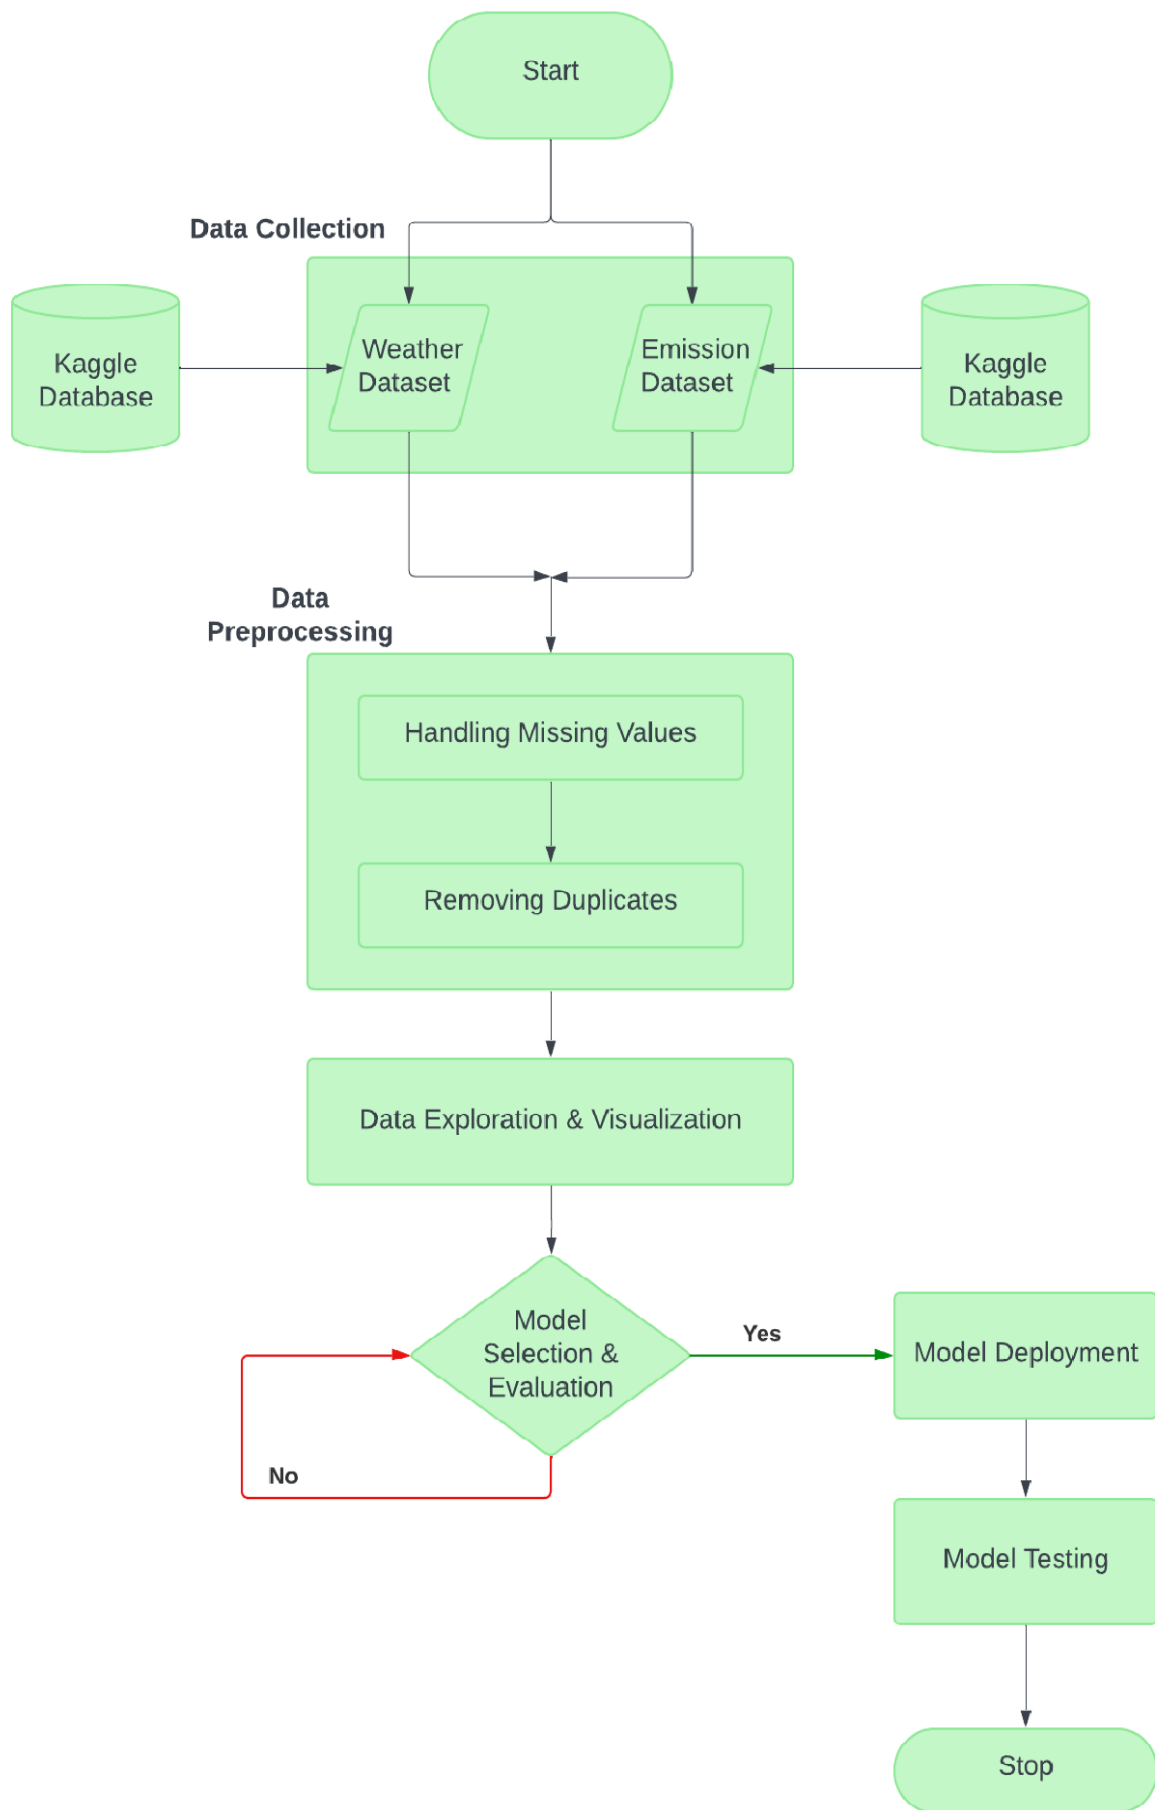 Start
Data Collection
Kaggle
Database
Weather
Dataset
Emission
Dataset
Kaggle
Database
Data
Preprocessing
Handling Missing Values
Removing Duplicates
Data Exploration & Visualization
Model
Selection &
Evaluation
Yes
No
Model Deployment
Model Testing
Stop